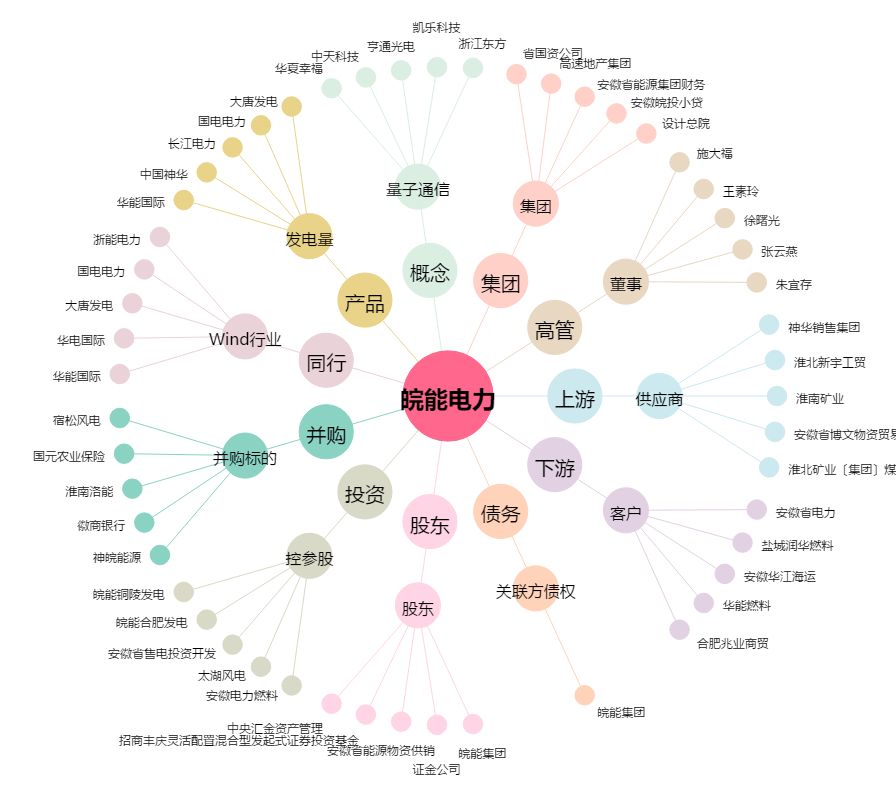 凯乐科技
浙江东方
亨通光电
中天科技
华夏幸福
省国资公司
高速地产集团
安徽省能源集团财务
安徽皖投小贷
设计总院
大唐发电
国电电力
长江电力
中国神华
华能国际
量子通信
集团
施大福
王素玲
徐曙光
张云燕
朱宜存
发电量
董事
浙能电力
国电电力
大唐发电
华电国际
华能国际
概念
集团
产品
高管
Wind行业
同行
神华销售集团
淮北新宇工贸
淮南矿业
安徽省博文物资贸易
淮北矿业〔集团〕煤
皖能电力
上游
供应商
宿松风电
国元农业保险
淮南洛能
徽商银行
神皖能源
并购
并购标的
下游
投资
股东
债务
客户
安徽省电力
盐城润华燃料
安徽华江海运
华能燃料
合肥兆业商贸
控参股
皖能铜陵发电
皖能合肥发电
安徽省售电投资开发
太湖风电
安徽电力燃料
股东
关联方债权
皖能集团
中央汇金资产管理
招商丰庆灵活配置混合型发起式证券投资基金
安徽省能源物资供销
皖能集团
证金公司